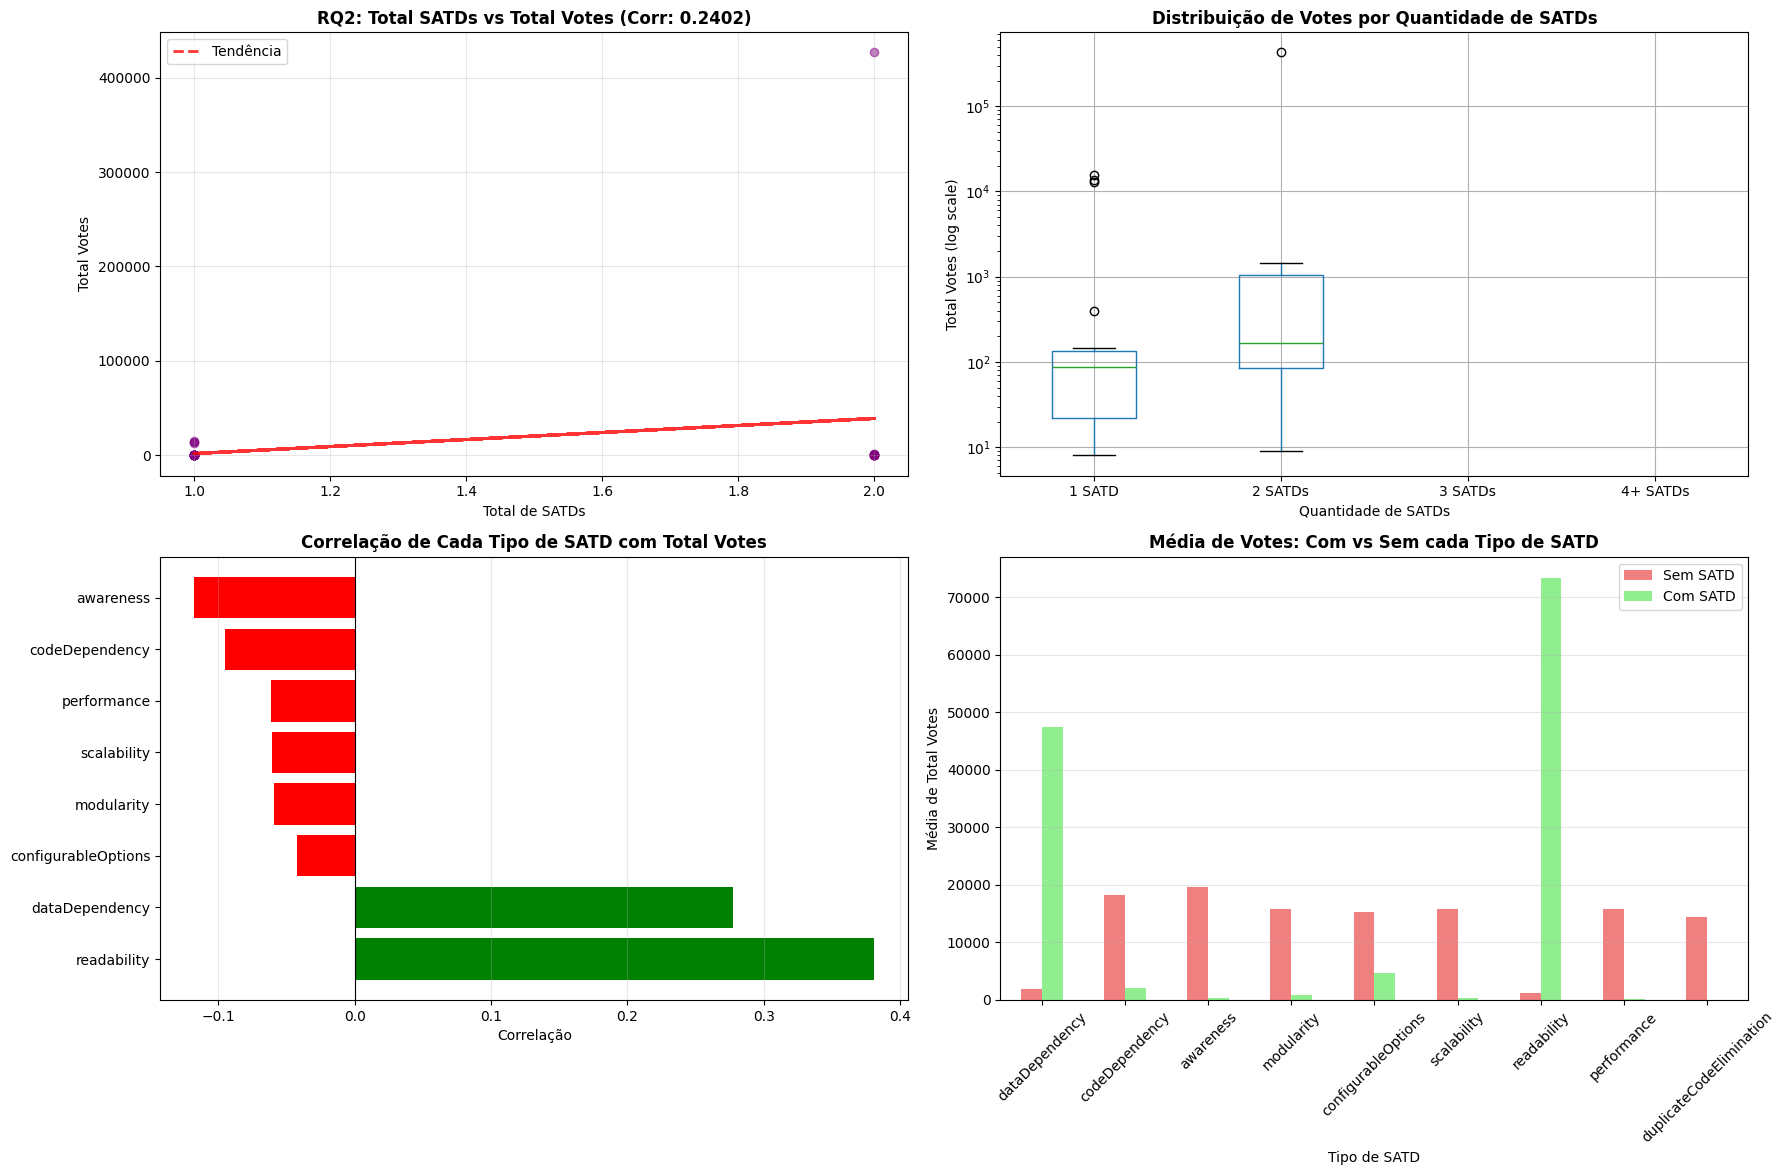 RQ2: Total SATDs vs Total Votes (Corr: 0.2402)
Tendência
400000
300000
200000
100000
0
Total Votes
1.0 1.2 1.4 1.6 1.8 2.0
Total de SATDs
Distribuição de Votes por Quantidade de SATDs
10^5
10^4
10^3
10^2
10^1
Total Votes (log scale)
1 SATD 2 SATDs 3 SATDs 4+ SATDs
Quantidade de SATDs
Correlação de Cada Tipo de SATD com Total Votes
awareness
codeDependency
performance
scalability
modularity
configurableOptions
dataDependency
readability
−0.1 0.0 0.1 0.2 0.3 0.4
Correlação
Média de Votes: Com vs Sem cada Tipo de SATD
Sem SATD
Com SATD
70000
60000
50000
40000
30000
20000
10000
0
Média de Total Votes
dataDependency
codeDependency
awareness
modularity
configurableOptions
scalability
readability
performance
duplicateCodeElimination
Tipo de SATD